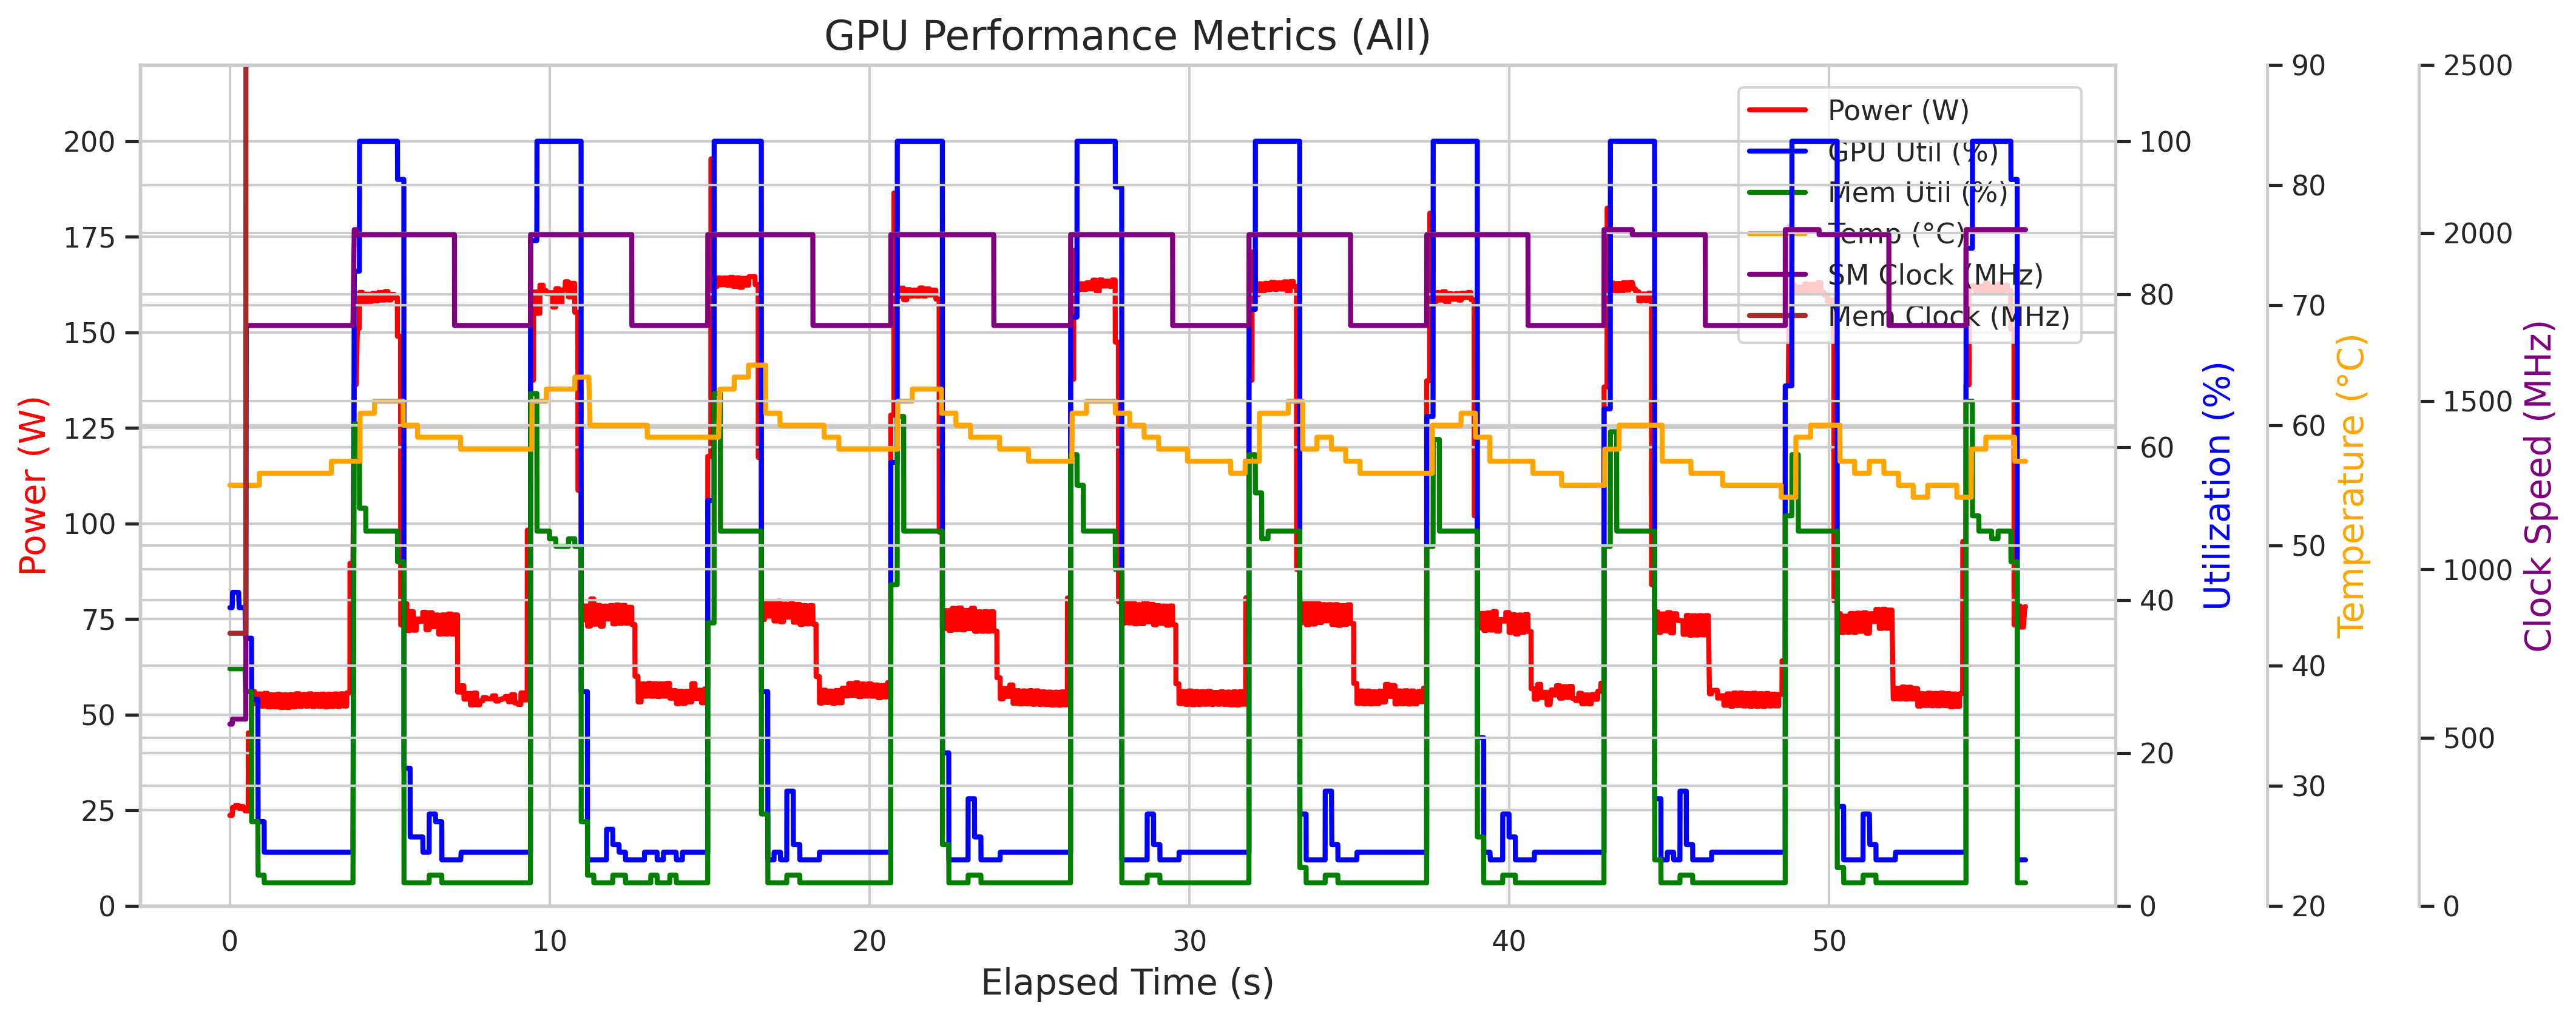 GPU Performance Metrics (All)
Power (W)
GPU Util (%)
Mem Util (%)
Temp (°C)
SM Clock (MHz)
Mem Clock (MHz)
200
175
150
125
100
75
50
25
0
Power (W)
0
10
20
30
40
50
Elapsed Time (s)
100
80
60
40
20
0
Utilization (%)
90
80
70
60
50
40
30
20
Temperature (°C)
2500
2000
1500
1000
500
0
Clock Speed (MHz)